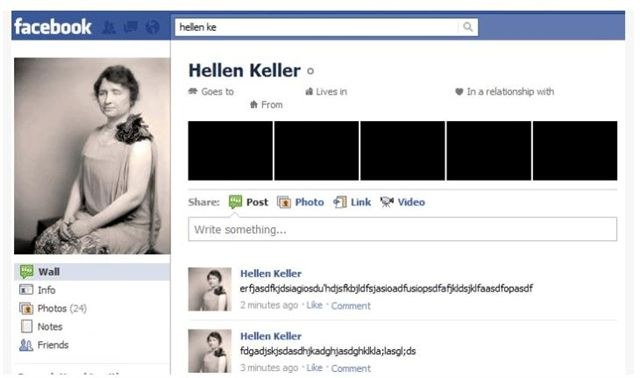 facebook
hellen ke
Hellen Keller
Goes to
Lives in
In a relationship with
From
Share: Post Photo Link Video
Write something...
Wall
Info
Photos (24)
Notes
Friends
Hellen Keller
erfjasdfkjdsiagiosdu'hdjsfkbjldfsjasioadfusiopsdfafjkldsjklfaasdfopasdf
2 minutes ago · Like · Comment
Hellen Keller
fdgadjskjsdasdhjkadghjasdghklkla;lasgl;ds
3 minutes ago · Like · Comment